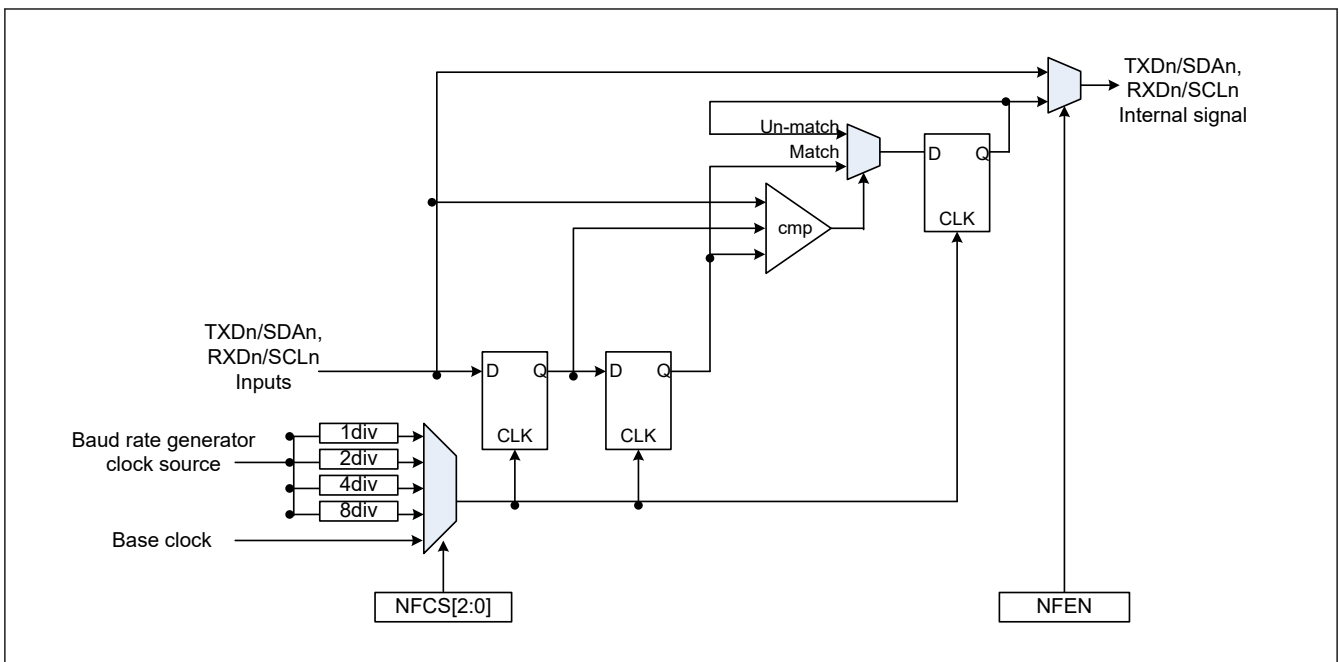 TXDn/SDAn,
RXDn/SCLn
Internal signal
Un-match
Match
D
Q
CLK
cmp
TXDn/SDAn,
RXDn/SCLn
Inputs
D
Q
CLK
D
Q
CLK
Baud rate generator
clock source
1div
2div
4div
8div
Base clock
NFCS[2:0]
NFEN